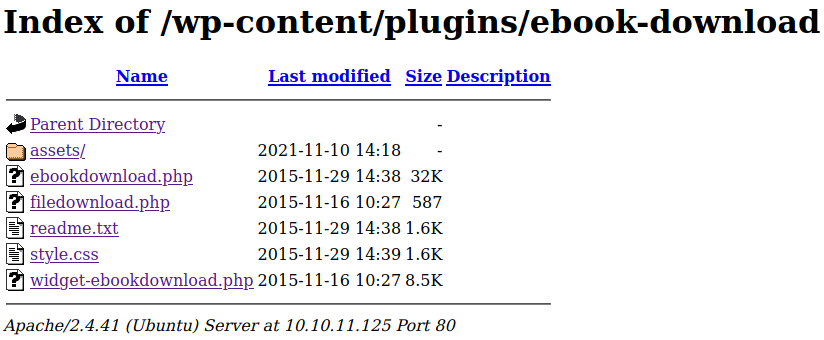 Index of /wp-content/plugins/ebook-download
Name Last modified Size Description
Parent Directory -
assets/ 2021-11-10 14:18 -
ebookdownload.php 2015-11-29 14:38 32K
filedownload.php 2015-11-16 10:27 587
readme.txt 2015-11-29 14:38 1.6K
style.css 2015-11-29 14:39 1.6K
widget-ebookdownload.php 2015-11-16 10:27 8.5K
Apache/2.4.41 (Ubuntu) Server at 10.10.11.125 Port 80